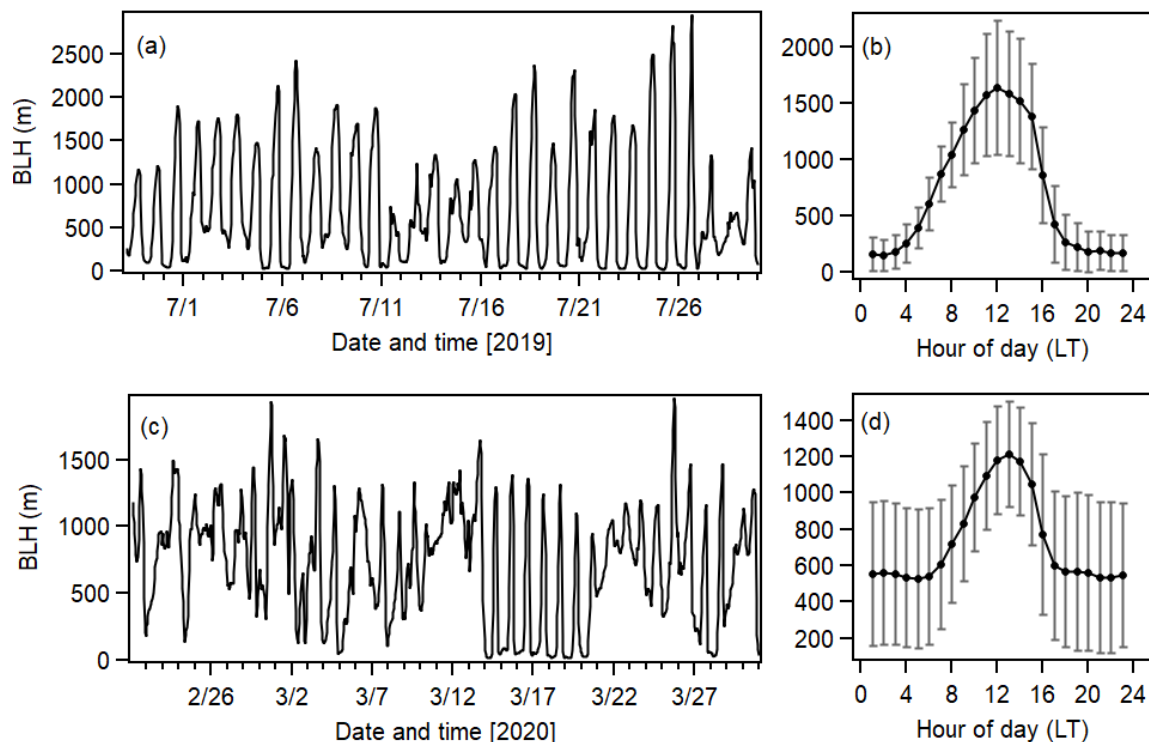 (a)
BLH (m)
2500
2000
1500
1000
500
0
7/1 7/6 7/11 7/16 7/21 7/26
Date and time [2019]
(b)
2000
1500
1000
500
0
0 4 8 12 16 20 24
Hour of day (LT)
(c)
BLH (m)
1500
1000
500
0
2/26 3/2 3/7 3/12 3/17 3/22 3/27
Date and time [2020]
(d)
1400
1200
1000
800
600
400
200
0 4 8 12 16 20 24
Hour of day (LT)